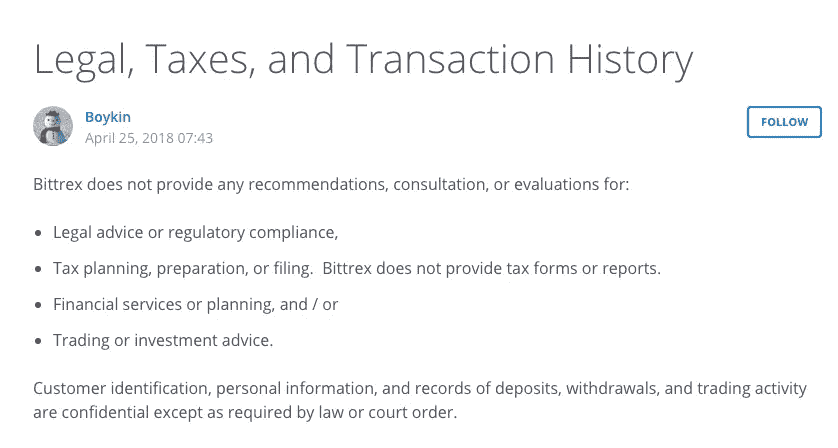 Legal, Taxes, and Transaction History
Boykin
April 25, 2018 07:43
FOLLOW
Bittrex does not provide any recommendations, consultation, or evaluations for:
• Legal advice or regulatory compliance,
• Tax planning, preparation, or filing.  Bittrex does not provide tax forms or reports.
• Financial services or planning, and / or
• Trading or investment advice.
Customer identification, personal information, and records of deposits, withdrawals, and trading activity
are confidential except as required by law or court order.